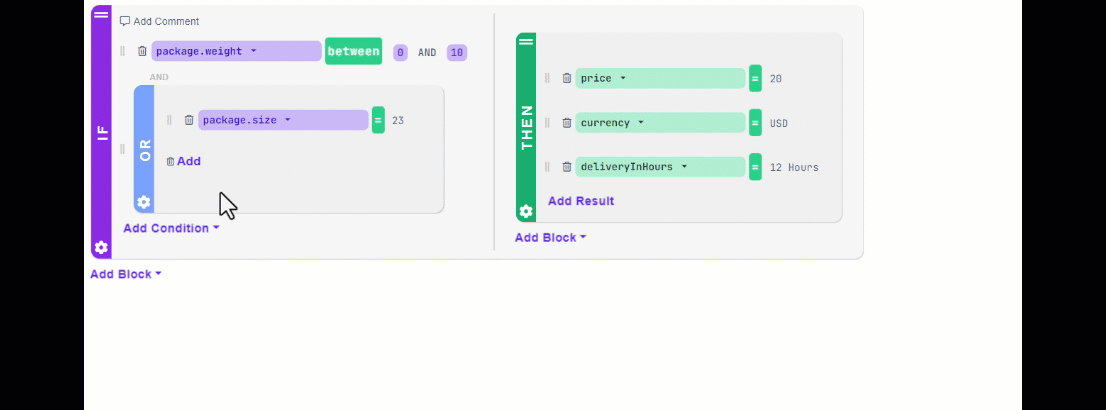 Add Comment
package.weight between 0 AND 10
AND
IF
OR
package.size = 23
Add
Add Condition
THEN
price = 20
currency = USD
deliveryInHours = 12 Hours
Add Result
Add Block
Add Block